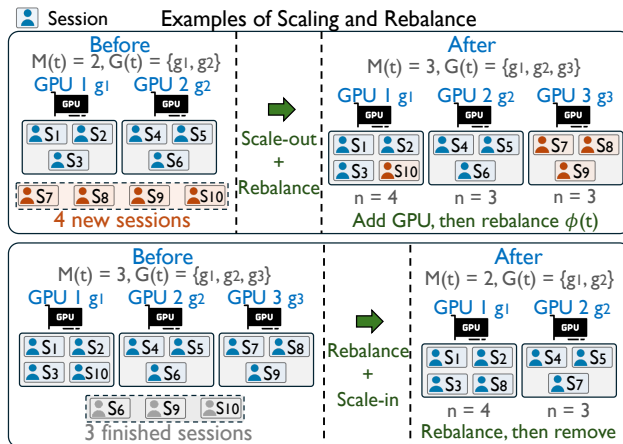 Session
Examples of Scaling and Rebalance
Before
M(t) = 2, G(t) = {g1, g2}
GPU 1 g1 GPU 2 g2
GPU GPU
S1 S2 S4 S5
S3 S6
S7 S8 S9 S10
4 new sessions
Scale-out
+
Rebalance
After
M(t) = 3, G(t) = {g1, g2, g3}
GPU 1 g1 GPU 2 g2 GPU 3 g3
GPU GPU GPU
S1 S2 S4 S5 S7 S8
S3 S10 S6 S9
n = 4 n = 3 n = 3
Add GPU, then rebalance ϕ(t)
Before
M(t) = 3, G(t) = {g1, g2, g3}
GPU 1 g1 GPU 2 g2 GPU 3 g3
GPU GPU GPU
S1 S2 S4 S5 S7 S8
S3 S10 S6 S9
S6 S9 S10
3 finished sessions
Rebalance
+
Scale-in
After
M(t) = 2, G(t) = {g1, g2}
GPU 1 g1 GPU 2 g2
GPU GPU
S1 S2 S4 S5
S3 S8 S7
n = 4 n = 3
Rebalance, then remove